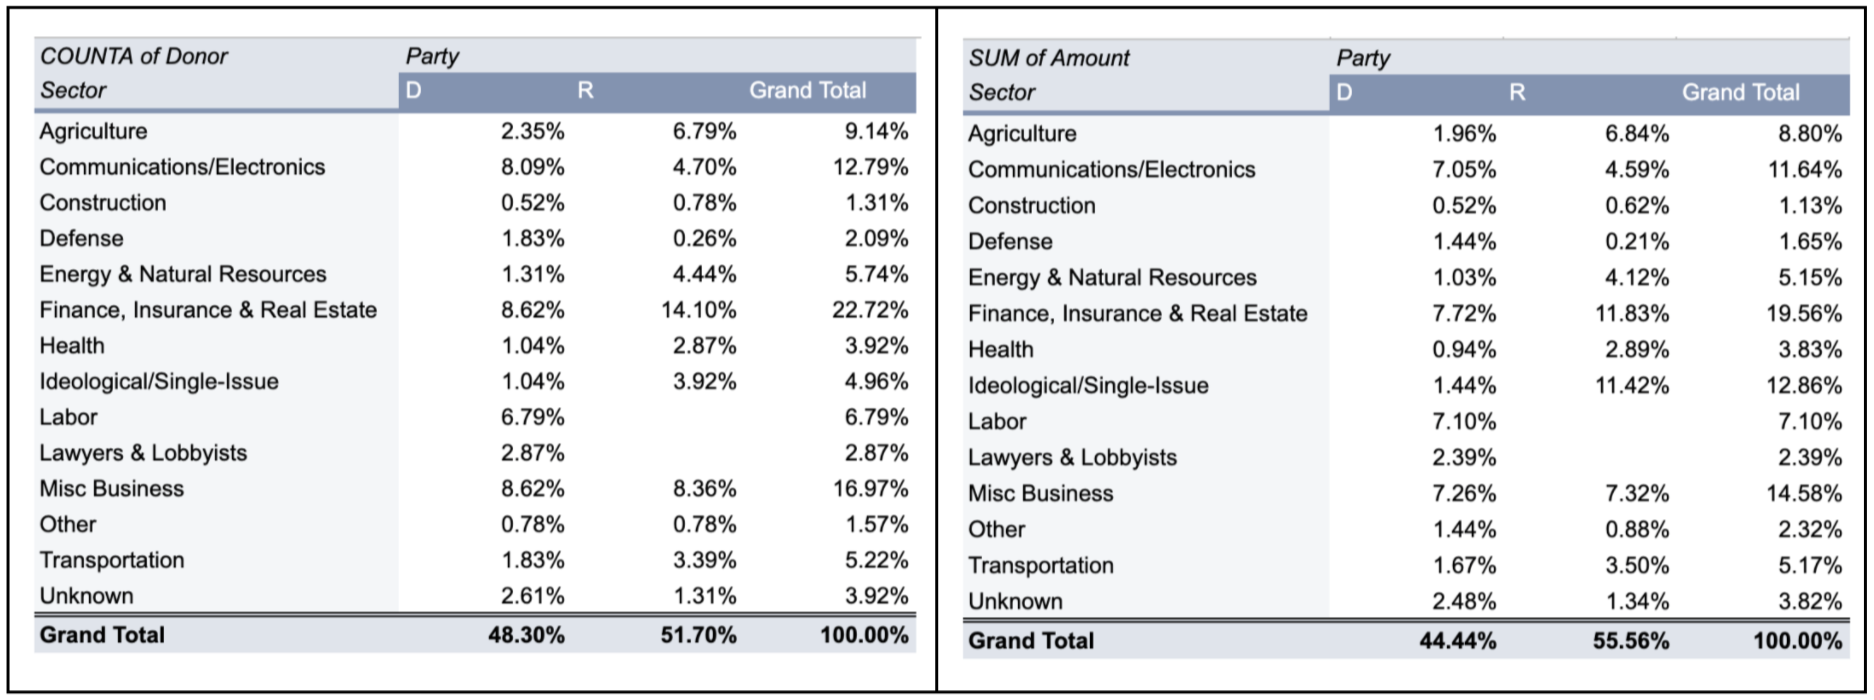 COUNTA of Donor Party
Sector D R Grand Total
Agriculture 2.35% 6.79% 9.14%
Communications/Electronics 8.09% 4.70% 12.79%
Construction 0.52% 0.78% 1.31%
Defense 1.83% 0.26% 2.09%
Energy & Natural Resources 1.31% 4.44% 5.74%
Finance, Insurance & Real Estate 8.62% 14.10% 22.72%
Health 1.04% 2.87% 3.92%
Ideological/Single-Issue 1.04% 3.92% 4.96%
Labor 6.79% 6.79%
Lawyers & Lobbyists 2.87% 2.87%
Misc Business 8.62% 8.36% 16.97%
Other 0.78% 0.78% 1.57%
Transportation 1.83% 3.39% 5.22%
Unknown 2.61% 1.31% 3.92%
Grand Total 48.30% 51.70% 100.00%
SUM of Amount Party
Sector D R Grand Total
Agriculture 1.96% 6.84% 8.80%
Communications/Electronics 7.05% 4.59% 11.64%
Construction 0.52% 0.62% 1.13%
Defense 1.44% 0.21% 1.65%
Energy & Natural Resources 1.03% 4.12% 5.15%
Finance, Insurance & Real Estate 7.72% 11.83% 19.56%
Health 0.94% 2.89% 3.83%
Ideological/Single-Issue 1.44% 11.42% 12.86%
Labor 7.10% 7.10%
Lawyers & Lobbyists 2.39% 2.39%
Misc Business 7.26% 7.32% 14.58%
Other 1.44% 0.88% 2.32%
Transportation 1.67% 3.50% 5.17%
Unknown 2.48% 1.34% 3.82%
Grand Total 44.44% 55.56% 100.00%